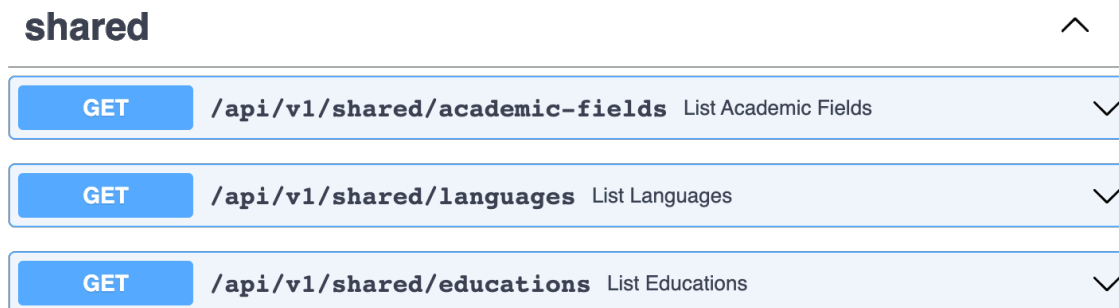 shared
GET /api/v1/shared/academic-fields List Academic Fields
GET /api/v1/shared/languages List Languages
GET /api/v1/shared/educations List Educations